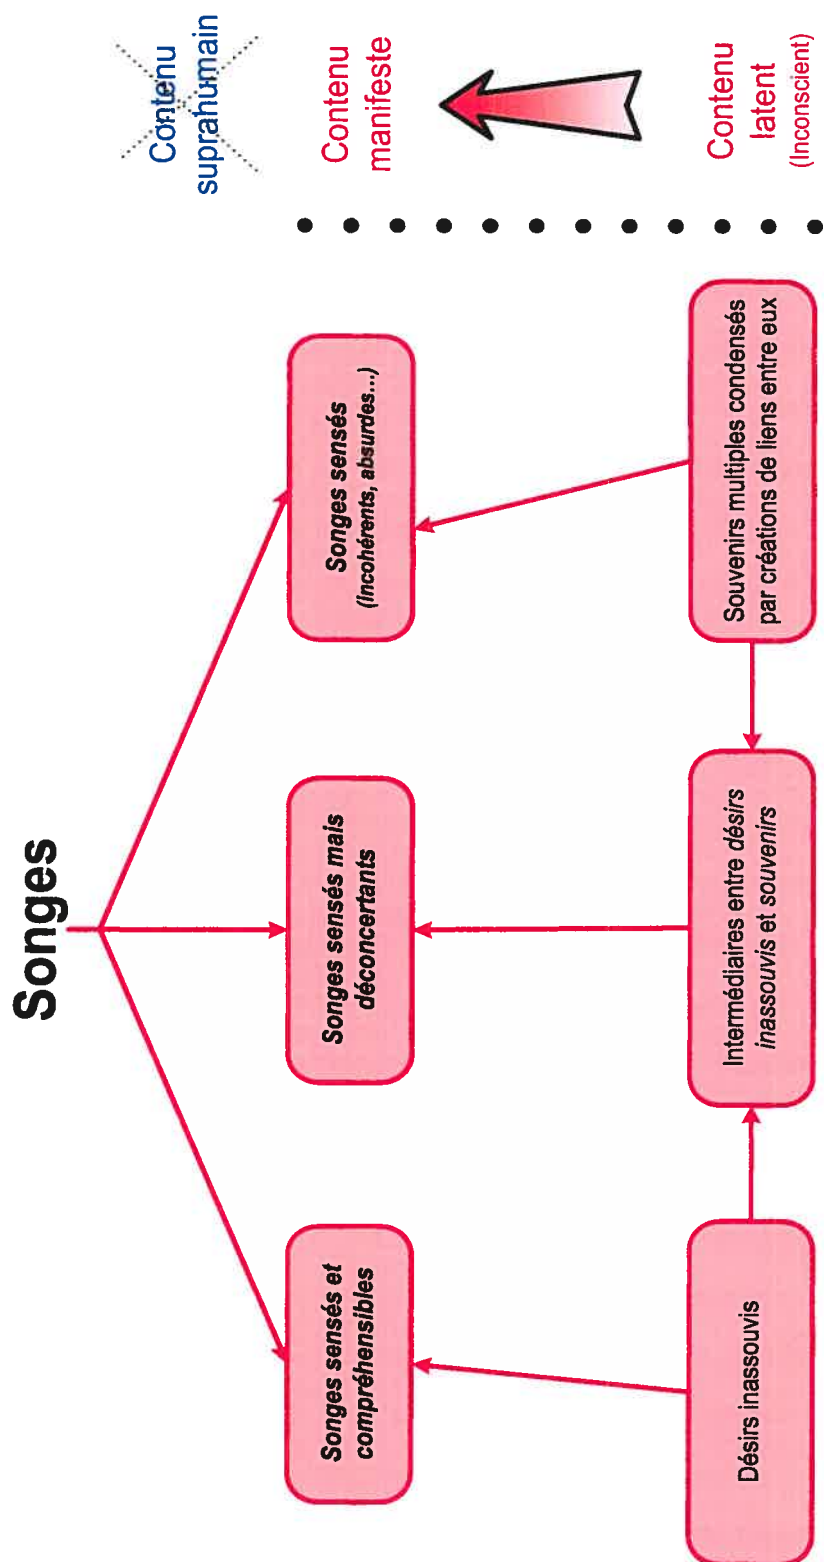 Songes
Songes sensés et
compréhensibles
Songes sensés mais
déconcertants
Songes sensés
(incohérents, absurdes...)
Contenu
suprahumain
Contenu
manifeste
Désirs inassouvis
Intermédiaires entre désirs
inassouvis et souvenirs
Souvenirs multiples condensés
par créations de liens entre eux
Contenu
latent
(Inconscient)